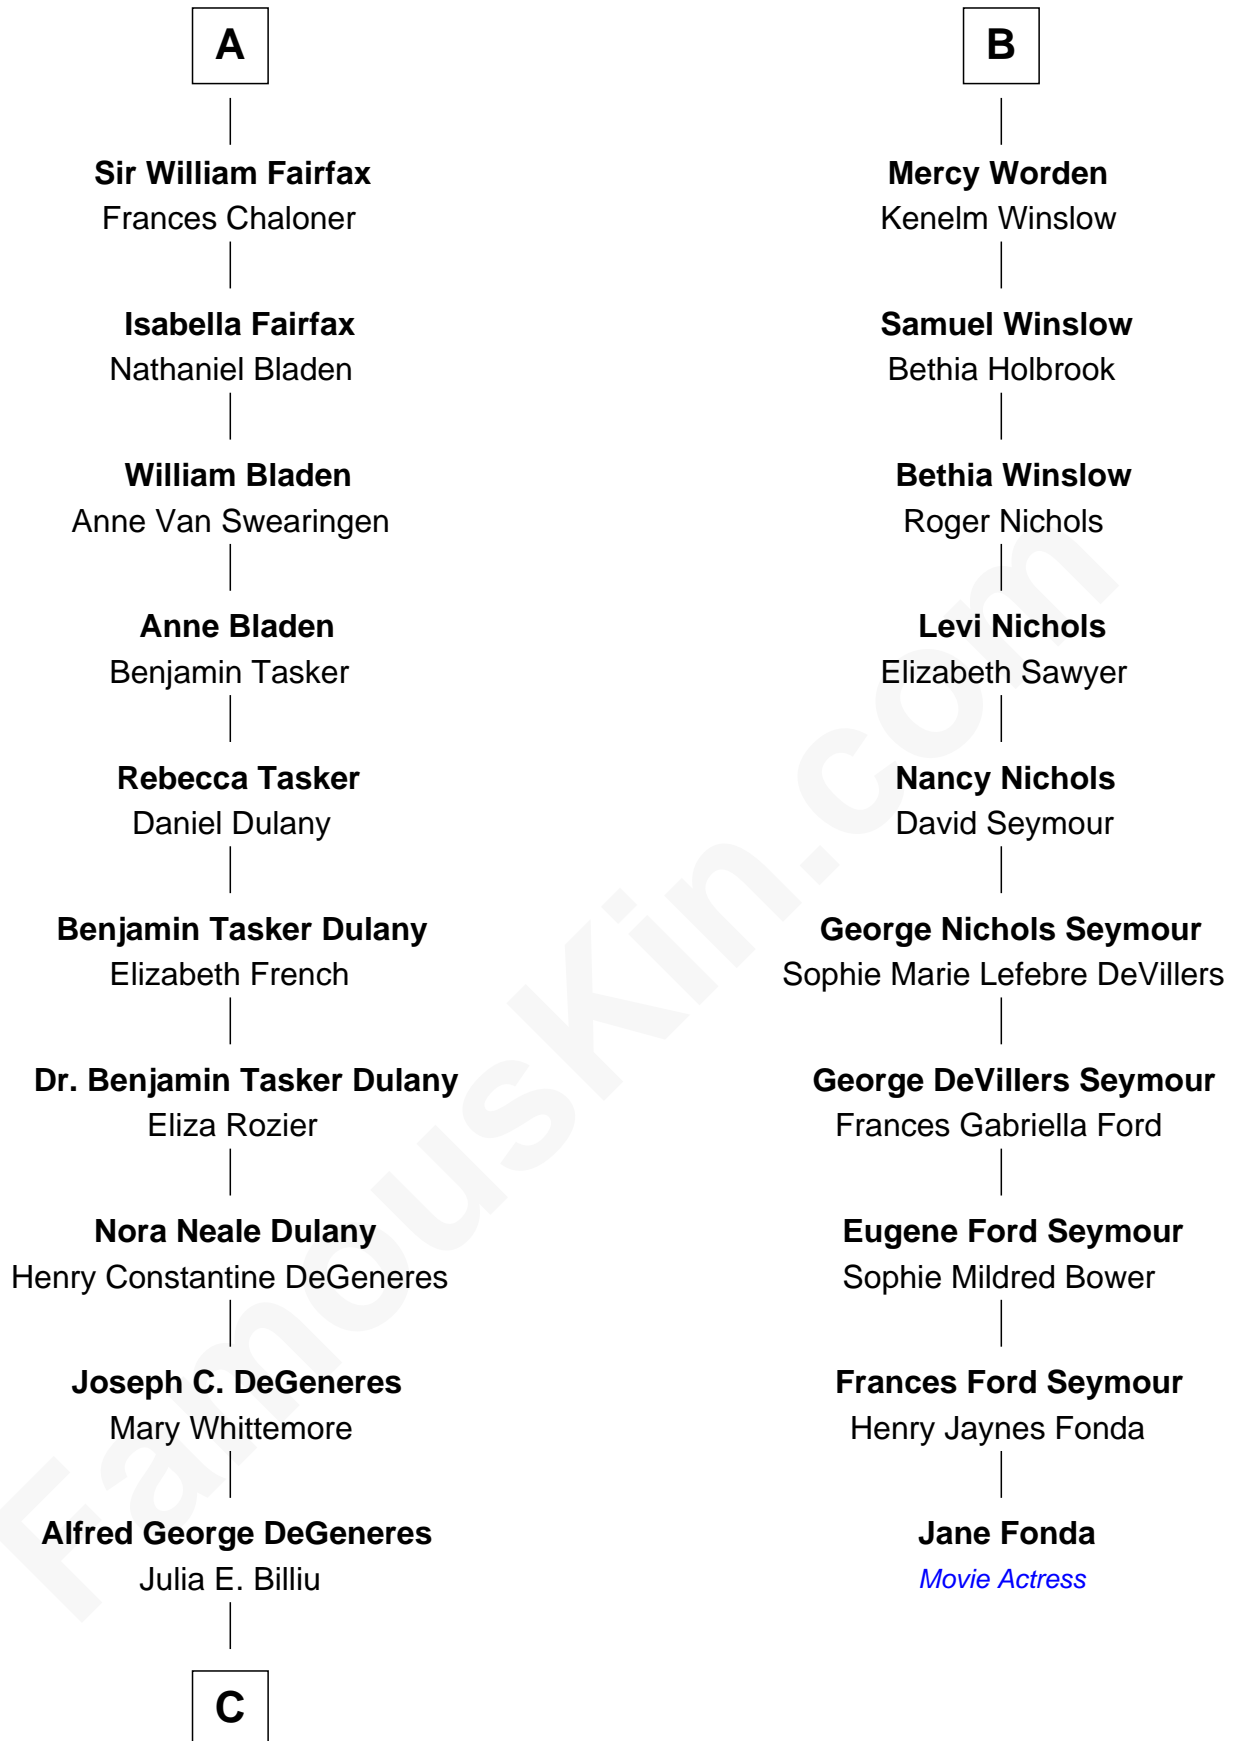 A
Sir William Fairfax
Frances Chaloner
Isabella Fairfax
Nathaniel Bladen
William Bladen
Anne Van Swearingen
Anne Bladen
Benjamin Tasker
Rebecca Tasker
Daniel Dulany
Benjamin Tasker Dulany
Elizabeth French
Dr. Benjamin Tasker Dulany
Eliza Rozier
Nora Neale Dulany
Henry Constantine DeGeneres
Joseph C. DeGeneres
Mary Whittemore
Alfred George DeGeneres
Julia E. Billiu
C
B
Mercy Worden
Kenelm Winslow
Samuel Winslow
Bethia Holbrook
Bethia Winslow
Roger Nichols
Levi Nichols
Elizabeth Sawyer
Nancy Nichols
David Seymour
George Nichols Seymour
Sophie Marie Lefebre DeVillers
George DeVillers Seymour
Frances Gabriella Ford
Eugene Ford Seymour
Sophie Mildred Bower
Frances Ford Seymour
Henry Jaynes Fonda
Jane Fonda
Movie Actress
FamousKin.com